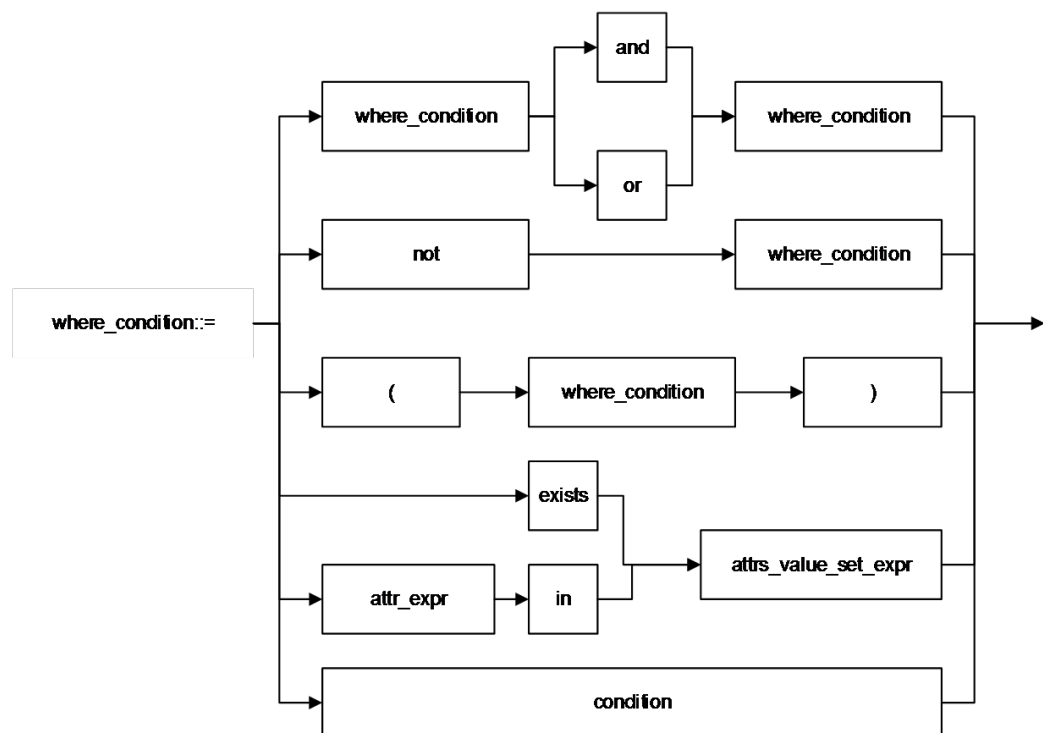 and
where_condition
where_condition
or
not
where_condition
where_condition::=
(
where_condition
)
exists
attrs_value_set_expr
attr_expr
in
condition